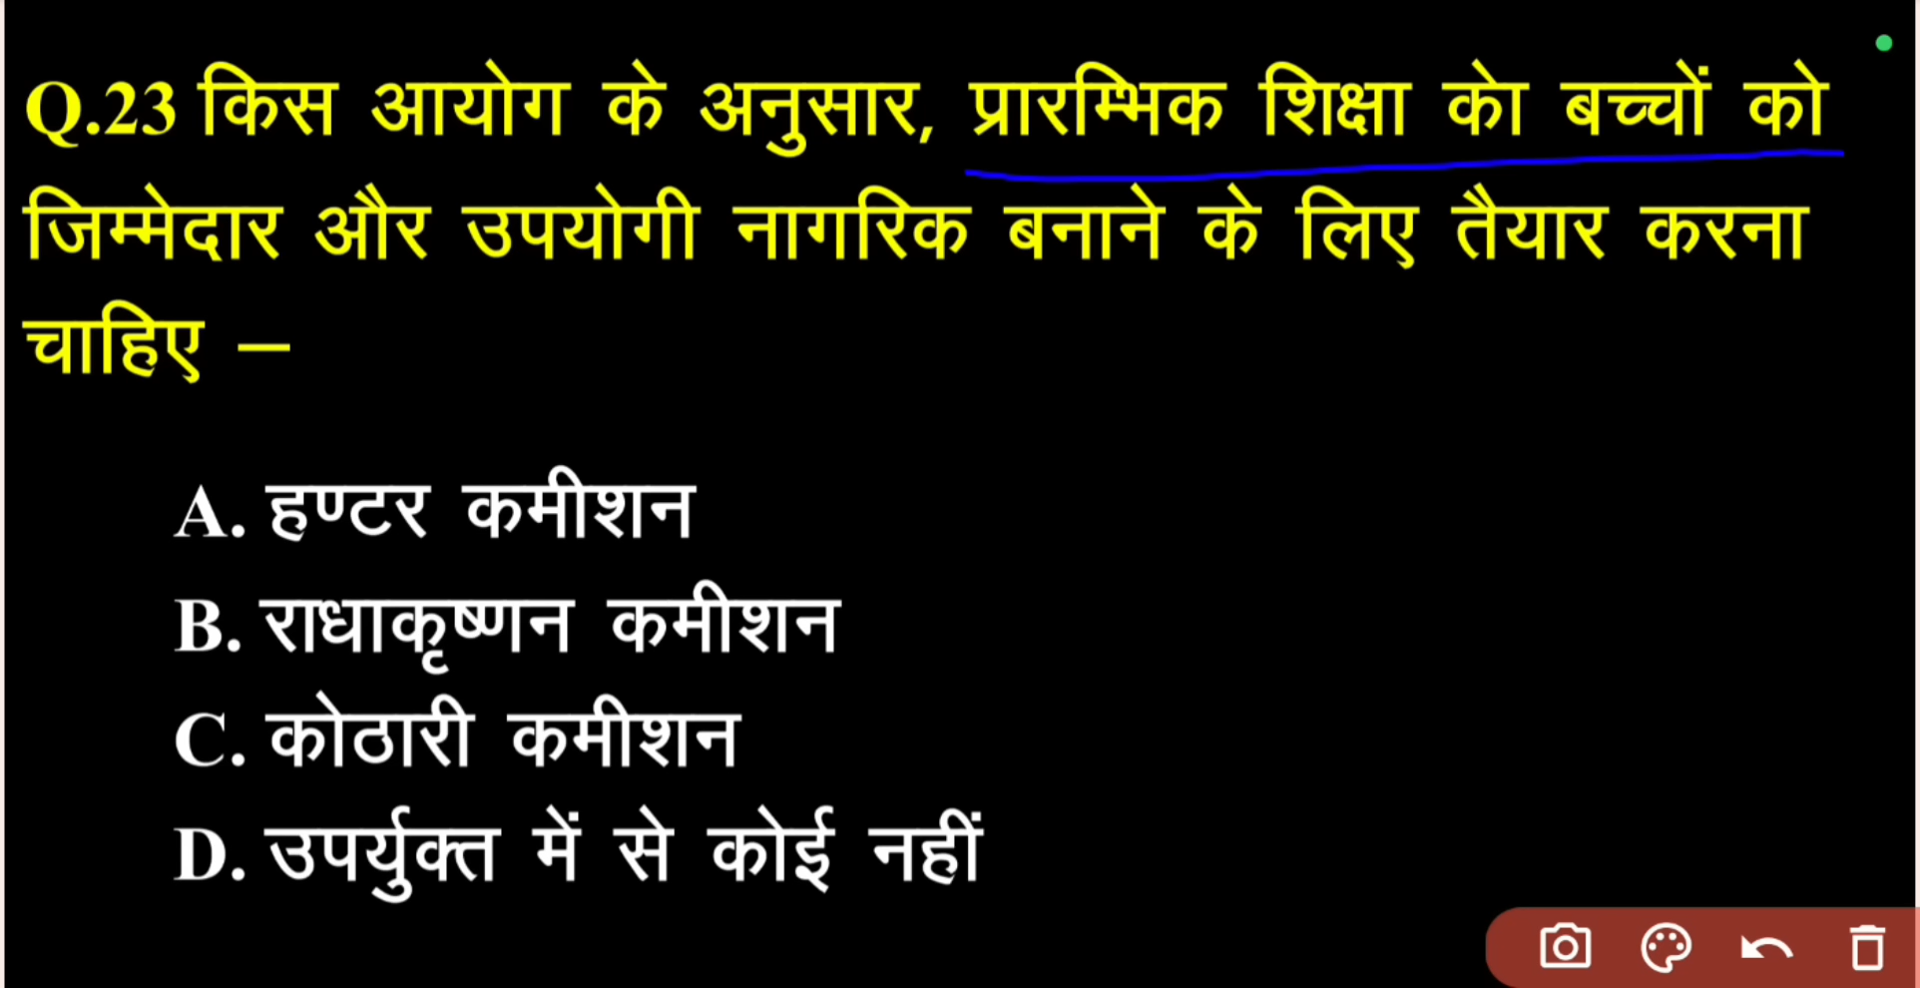 Q.23 किस आयोग के अनुसार, प्रारम्भिक शिक्षा केा बच्चों को
जिम्मेदार और उपयोगी नागरिक बनाने के लिए तैयार करना
चाहिए –
A. हण्टर कमीशन
B. राधाकृष्णन कमीशन
C. कोठारी कमीशन
D. उपर्युक्त में से कोई नहीं